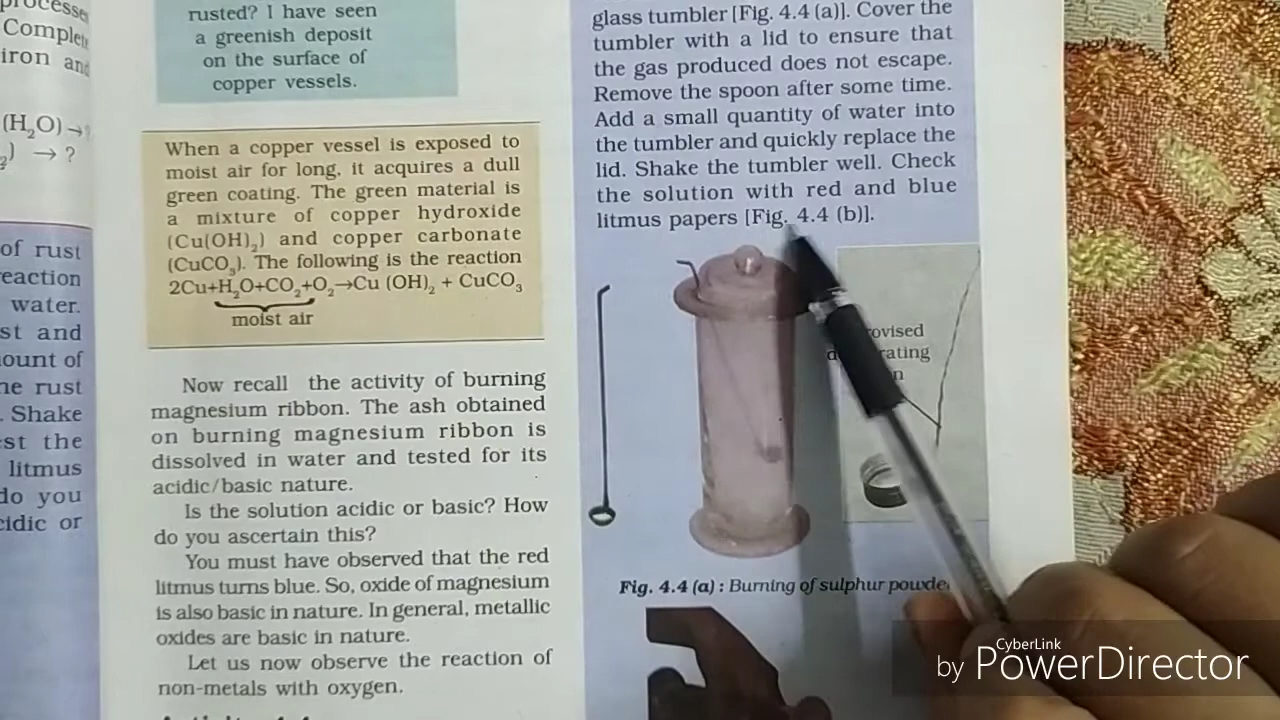 processe
Complet
iron and
(H₂O) → ?
₂) → ?
of rust
eaction
water.
st and
ount of
he rust
. Shake
st the
litmus
do you
cidic or
rusted? I have seen
a greenish deposit
on the surface of
copper vessels.
When a copper vessel is exposed to
moist air for long, it acquires a dull
green coating. The green material is
a mixture of copper hydroxide
(Cu(OH)₂) and copper carbonate
(CuCO₃). The following is the reaction
2Cu+H₂O+CO₂+O₂→Cu (OH)₂ + CuCO₃
moist air
Now recall the activity of burning
magnesium ribbon. The ash obtained
on burning magnesium ribbon is
dissolved in water and tested for its
acidic/basic nature.
Is the solution acidic or basic? How
do you ascertain this?
You must have observed that the red
litmus turns blue. So, oxide of magnesium
is also basic in nature. In general, metallic
oxides are basic in nature.
Let us now observe the reaction of
non-metals with oxygen.
glass tumbler [Fig. 4.4 (a)]. Cover the
tumbler with a lid to ensure that
the gas produced does not escape.
Remove the spoon after some time.
Add a small quantity of water into
the tumbler and quickly replace the
lid. Shake the tumbler well. Check
the solution with red and blue
litmus papers [Fig. 4.4 (b)].
rovised
rating
n
Fig. 4.4 (a) : Burning of sulphur powde
CyberLink
by PowerDirector